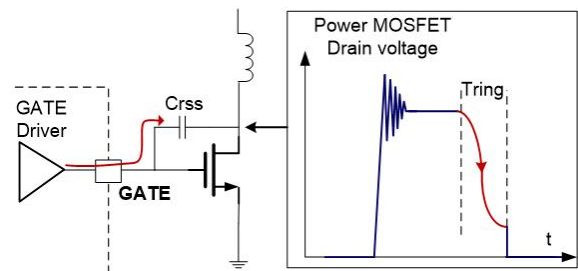 Power MOSFET
Drain voltage
Tring
Crss
GATE
Driver
GATE
t